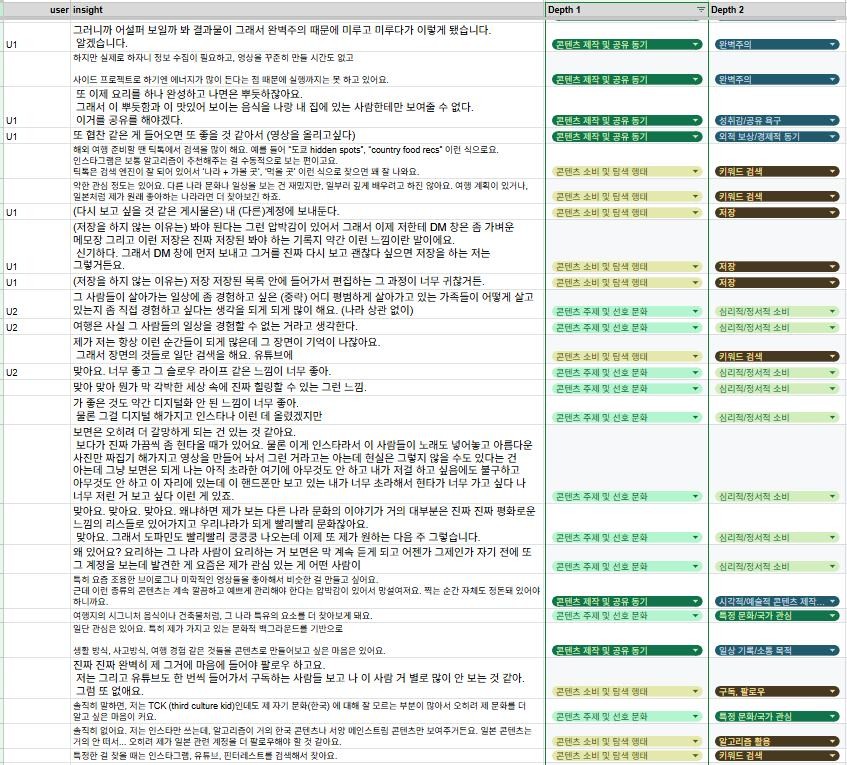 user insight Depth 1 Depth 2
그러니까 어설퍼 보일까 봐 결과물이 그래서 완벽주의 때문에 미루고 미루다가 이렇게 됐습니다.
U1 알겠습니다. 콘텐츠 제작 및 공유 동기 완벽주의
하지만 실제로 하자니 정보 수집이 필요하고, 영상을 꾸준히 만들 시간도 없고
사이드 프로젝트로 하기엔 에너지가 많이 든다는 점 때문에 실행까지는 못 하고 있어요. 콘텐츠 제작 및 공유 동기 완벽주의
또 이제 요리를 하나 완성하고 나면은 뿌듯하잖아요.
그래서 이 뿌듯함과 이 맛있어 보이는 음식을 나랑 내 집에 있는 사람한테만 보여줄 수 없다.
U1 이거를 공유해야겠다. 콘텐츠 제작 및 공유 동기 성취감/공유 욕구
U1 또 협찬 같은 게 들어오면 또 좋을 것 같아서 (영상을 올리고싶다) 콘텐츠 제작 및 공유 동기 외적 보상/경제적 동기
해외 여행 준비할 땐 틱톡에서 검색을 많이 해요. 예를 들어 “도쿄 hidden spots”, “country food recs” 이런 식으로요.
인스타그램은 보통 알고리즘이 추천해주는 걸 수동적으로 보는 편이고요.
틱톡은 검색 엔진이 잘 되어 있어서 ‘나라 + 가볼 곳’, ‘먹을 곳’ 이런 식으로 찾으면 꽤 잘 나와요. 콘텐츠 소비 및 탐색 행태 키워드 검색
약한 관심 정도는 있어요. 다른 나라 문화나 일상을 보는 건 재밌지만, 일부러 깊게 배우려고 하진 않아요. 여행 계획이 있거나,
일본처럼 제가 원래 좋아하는 나라라면 더 찾아보긴 하죠. 콘텐츠 소비 및 탐색 행태 키워드 검색
U1 (다시 보고 싶을 것 같은 게시물은) 내 (다른)계정에 보내둔다. 콘텐츠 소비 및 탐색 행태 저장
(저장을 하지 않는 이유는) 봐야 된다는 그런 압박감이 있어서 그래서 이제 저한테 DM 창은 좀 가벼운
메모장 그리고 이런 저장은 진짜 저장된 봐야 하는 기록지 약간 이런 느낌이란 말이에요.
신기하다. 그래서 DM 창에 먼저 보내고 그거를 진짜 다시 보고 괜찮다 싶으면 저장을 하는 저는
U1 그렇거든요. 콘텐츠 소비 및 탐색 행태 저장
U1 (저장을 하지 않는 이유는) 저장 저장된 목록 안에 들어가서 편집하는 그 과정이 너무 귀찮거든. 콘텐츠 소비 및 탐색 행태 저장
그 사람들이 살아가는 일상에 좀 경험하고 싶은 (중략) 어디 평범하게 살아가고 있는 가족들이 어떻게 살고
U2 있는지 좀 직접 경험하고 싶다는 생각을 되게 되게 많이 해요. (나라 상관 없이) 콘텐츠 주제 및 선호 문화 심리적/정서적 소비
U2 여행은 사실 그 사람들의 일상을 경험할 수 없는 거라고 생각한다. 콘텐츠 주제 및 선호 문화 심리적/정서적 소비
제가 저는 항상 이런 순간들이 되게 많은데 그 장면이 기억이 나잖아요.
그래서 장면의 것들로 일단 검색을 해요. 유튜브에 콘텐츠 소비 및 탐색 행태 키워드 검색
U2 맞아요. 너무 좋고 그 슬로우 라이프 같은 느낌이 너무 좋아. 콘텐츠 주제 및 선호 문화 심리적/정서적 소비
맞아 맞아 뭔가 막 각박한 세상 속에 진짜 힐링할 수 있는 그런 느낌. 콘텐츠 주제 및 선호 문화 심리적/정서적 소비
가 좋은 것도 약간 디지털화 안 된 느낌이 너무 좋아.
물론 그걸 디지털 해가지고 인스타나 이런 데 올렸겠지만 콘텐츠 주제 및 선호 문화 심리적/정서적 소비
보면은 오히려 더 갈망하게 되는 건 있는 것 같아요.
보다가 진짜 가끔씩 좀 현타올 때가 있어요. 물론 이게 인스타라서 이 사람들이 노래도 넣어놓고 아름다운
사진만 짜집기 해가지고 영상을 만들어 놔서 그런 거라고는 아는데 현실은 그렇지 않을 수도 있다는 건
아는데 그냥 보면은 되게 나는 아직 초라한 여기에 아무것도 안 하고 내가 저걸 하고 싶음에도 불구하고
아무것도 안 하고 이 자리에 있는데 이 핸드폰만 보고 있는 내가 너무 초라해서 현타가 너무 가고 싶다 나
너무 저런 거 보고 싶다 이런 게 있죠. 콘텐츠 주제 및 선호 문화 심리적/정서적 소비
맞아요. 맞아요. 맞아요. 왜냐하면 제가 보는 다른 나라 문화의 이야기가 거의 대부분은 진짜 진짜 평화로운
느낌의 리스들로 있어가지고 우리나라가 되게 빨리빨리 문화잖아요.
맞아요. 그래서 도파민도 빨리빨리 쿵쿵쿵 나오는데 이제 또 제가 원하는 다음 주 그렇습니다. 콘텐츠 주제 및 선호 문화 심리적/정서적 소비
왜 있어요? 요리하는 그 나라 사람이 요리하는 거 보면은 막 계속 듣게 되고 어젠가 그제인가 자기 전에 또
그 계정을 보는데 발견한 게 요즘은 제가 관심 있는 게 어떤 사람이 콘텐츠 주제 및 선호 문화 심리적/정서적 소비
특히 요즘 조용한 브이로그나 미학적인 영상들을 좋아해서 비슷한 걸 만들고 싶어요.
근데 이런 종류의 콘텐츠는 계속 깔끔하고 예쁘게 관리해야 한다는 압박감이 있어서 망설여져요. 찍는 순간 자체도 정돈돼 있어야
하니까요. 콘텐츠 제작 및 공유 동기 시각적/예술적 콘텐츠 제작...
여행지의 시그니처 음식이나 건축물처럼, 그 나라 특유의 요소를 더 찾아보게 돼요. 콘텐츠 주제 및 선호 문화 특정 문화/국가 관심
일단 관심은 있어요. 특히 제가 가지고 있는 문화적 백그라운드를 기반으로
생활 방식, 사고방식, 여행 경험 같은 것들을 콘텐츠로 만들어보고 싶은 마음은 있어요. 콘텐츠 제작 및 공유 동기 일상 기록/소통 목적
진짜 진짜 완벽히 제 그거에 마음에 들어야 팔로우 하고요.
저는 그리고 유튜브도 한 번씩 들어가서 구독하는 사람들 보고 나 이 사람 거 별로 많이 안 보는 것 같아.
그럼 또 없애요. 콘텐츠 소비 및 탐색 행태 구독, 팔로우
솔직히 말하면, 저는 TCK (third culture kid)인데도 제 자기 문화(한국) 에 대해 잘 모르는 부분이 많아서 오히려 제 문화를 더
알고 싶은 마음이 커요. 콘텐츠 주제 및 선호 문화 특정 문화/국가 관심
솔직히 없어요. 저는 인스타만 쓰는데, 알고리즘이 거의 한국 콘텐츠나 서양 메인스트림 콘텐츠만 보여주거든요. 일본 콘텐츠는
거의 안 떠서... 오히려 제가 일본 관련 계정을 더 팔로우해야 할 것 같아요. 콘텐츠 소비 및 탐색 행태 알고리즘 활용
특정한 걸 찾을 때는 인스타그램, 유튜브, 핀터레스트를 검색해서 찾아요. 콘텐츠 소비 및 탐색 행태 키워드 검색